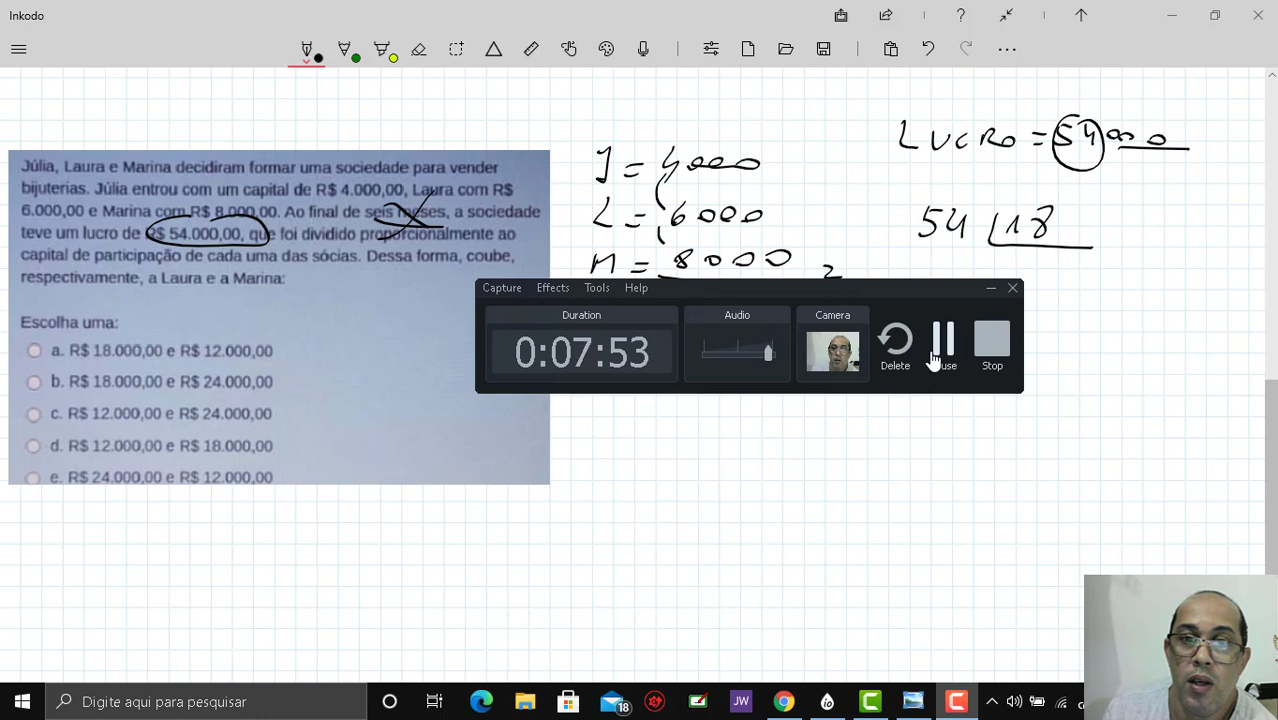 Inkodo
Júlia, Laura e Marina decidiram formar uma sociedade para vender
bijuterias. Júlia entrou com um capital de R$ 4.000,00, Laura com R$
6.000,00 e Marina com R$ 8.000,00. Ao final de seis meses, a sociedade
teve um lucro de R$ 54.000,00, que foi dividido proporcionalmente ao
capital de participação de cada uma das sócias. Dessa forma, coube,
respectivamente, a Laura e a Marina:
Escolha uma:
a. R$ 18.000,00 e R$ 12.000,00
b. R$ 18.000,00 e R$ 24.000,00
c. R$ 12.000,00 e R$ 24.000,00
d. R$ 12.000,00 e R$ 18.000,00
e. R$ 24.000,00 e R$ 12.000,00
J = 4000
L = 6000
M = 8000
LUCRO = 54000
54 18
Capture Effects Tools Help
Duration Audio Camera
0:07:53
Delete Pause Stop
Digite aqui para pesquisar
18
JW